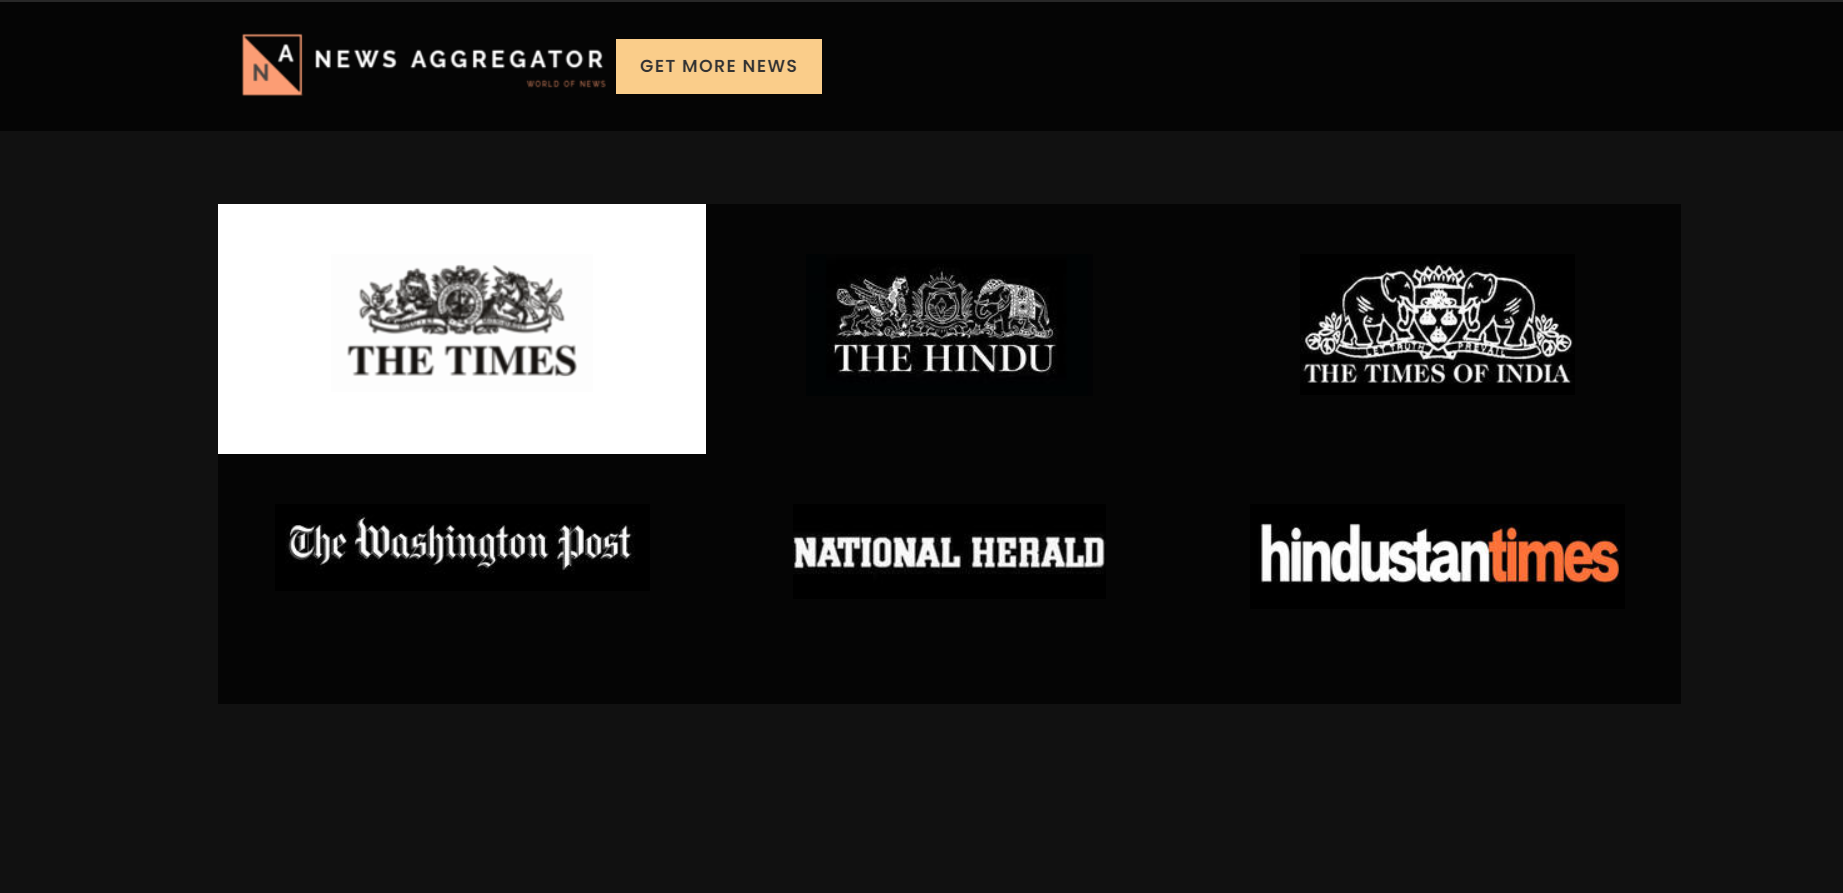 N A
NEWS AGGREGATOR
WORLD OF NEWS
GET MORE NEWS
THE TIMES
THE HINDU
LET TRUTH PREVAIL
THE TIMES OF INDIA
The Washington Post
NATIONAL HERALD
hindustantimes